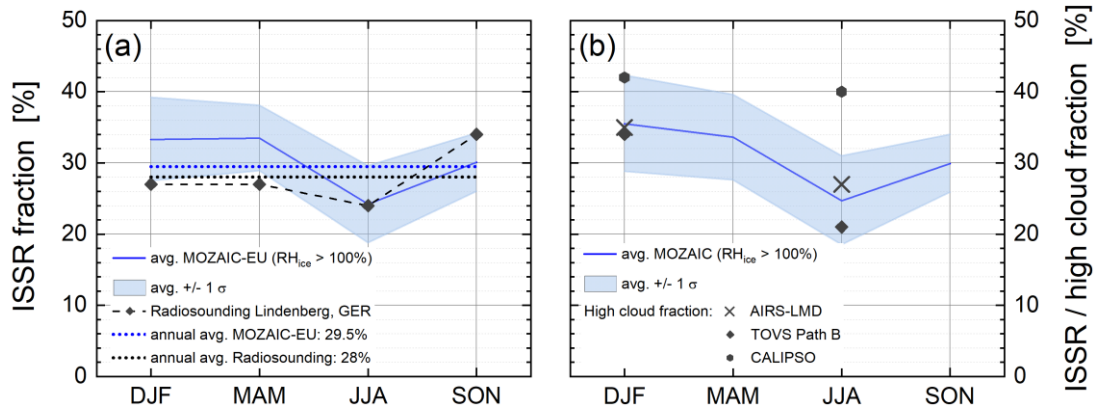 ISSR fraction [%]
50
40
30
20
10
0
(a)
avg. MOZAIC-EU (RHice > 100%)
avg. +/- 1 σ
Radiosounding Lindenberg, GER
annual avg. MOZAIC-EU: 29.5%
annual avg. Radiosounding: 28%
DJF MAM JJA SON
(b)
avg. MOZAIC (RHice > 100%)
avg. +/- 1 σ
High cloud fraction: AIRS-LMD
TOVS Path B
CALIPSO
DJF MAM JJA SON
50
40
30
20
10
0
ISSR / high cloud fraction [%]